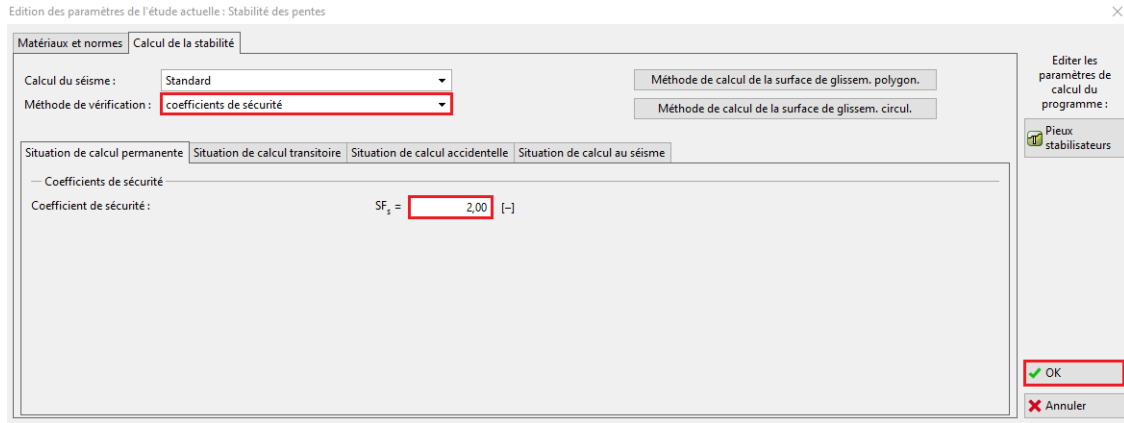 Edition des paramètres de l'étude actuelle : Stabilité des pentes
Matériaux et normes Calcul de la stabilité
Calcul du séisme : Standard Méthode de calcul de la surface de glissem. polygon.
Méthode de vérification : coefficients de sécurité Méthode de calcul de la surface de glissem. circul.
Situation de calcul permanente Situation de calcul transitoire Situation de calcul accidentelle Situation de calcul au séisme
Coefficients de sécurité
Coefficient de sécurité : SFs = 2,00 [–]
Editer les
paramètres de
calcul du
programme :
Pieux
stabilisateurs
OK
Annuler